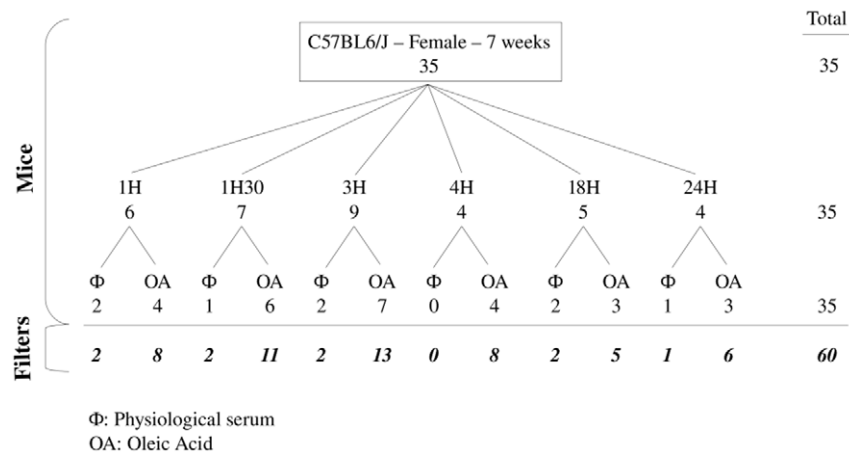 Total
C57BL6/J – Female – 7 weeks
35 35
Mice
1H 1H30 3H 4H 18H 24H
6 7 9 4 5 4 35
Φ OA Φ OA Φ OA Φ OA Φ OA Φ OA
2 4 1 6 2 7 0 4 2 3 1 3 35
Filters
2 8 2 11 2 13 0 8 2 5 1 6 60
Φ: Physiological serum
OA: Oleic Acid